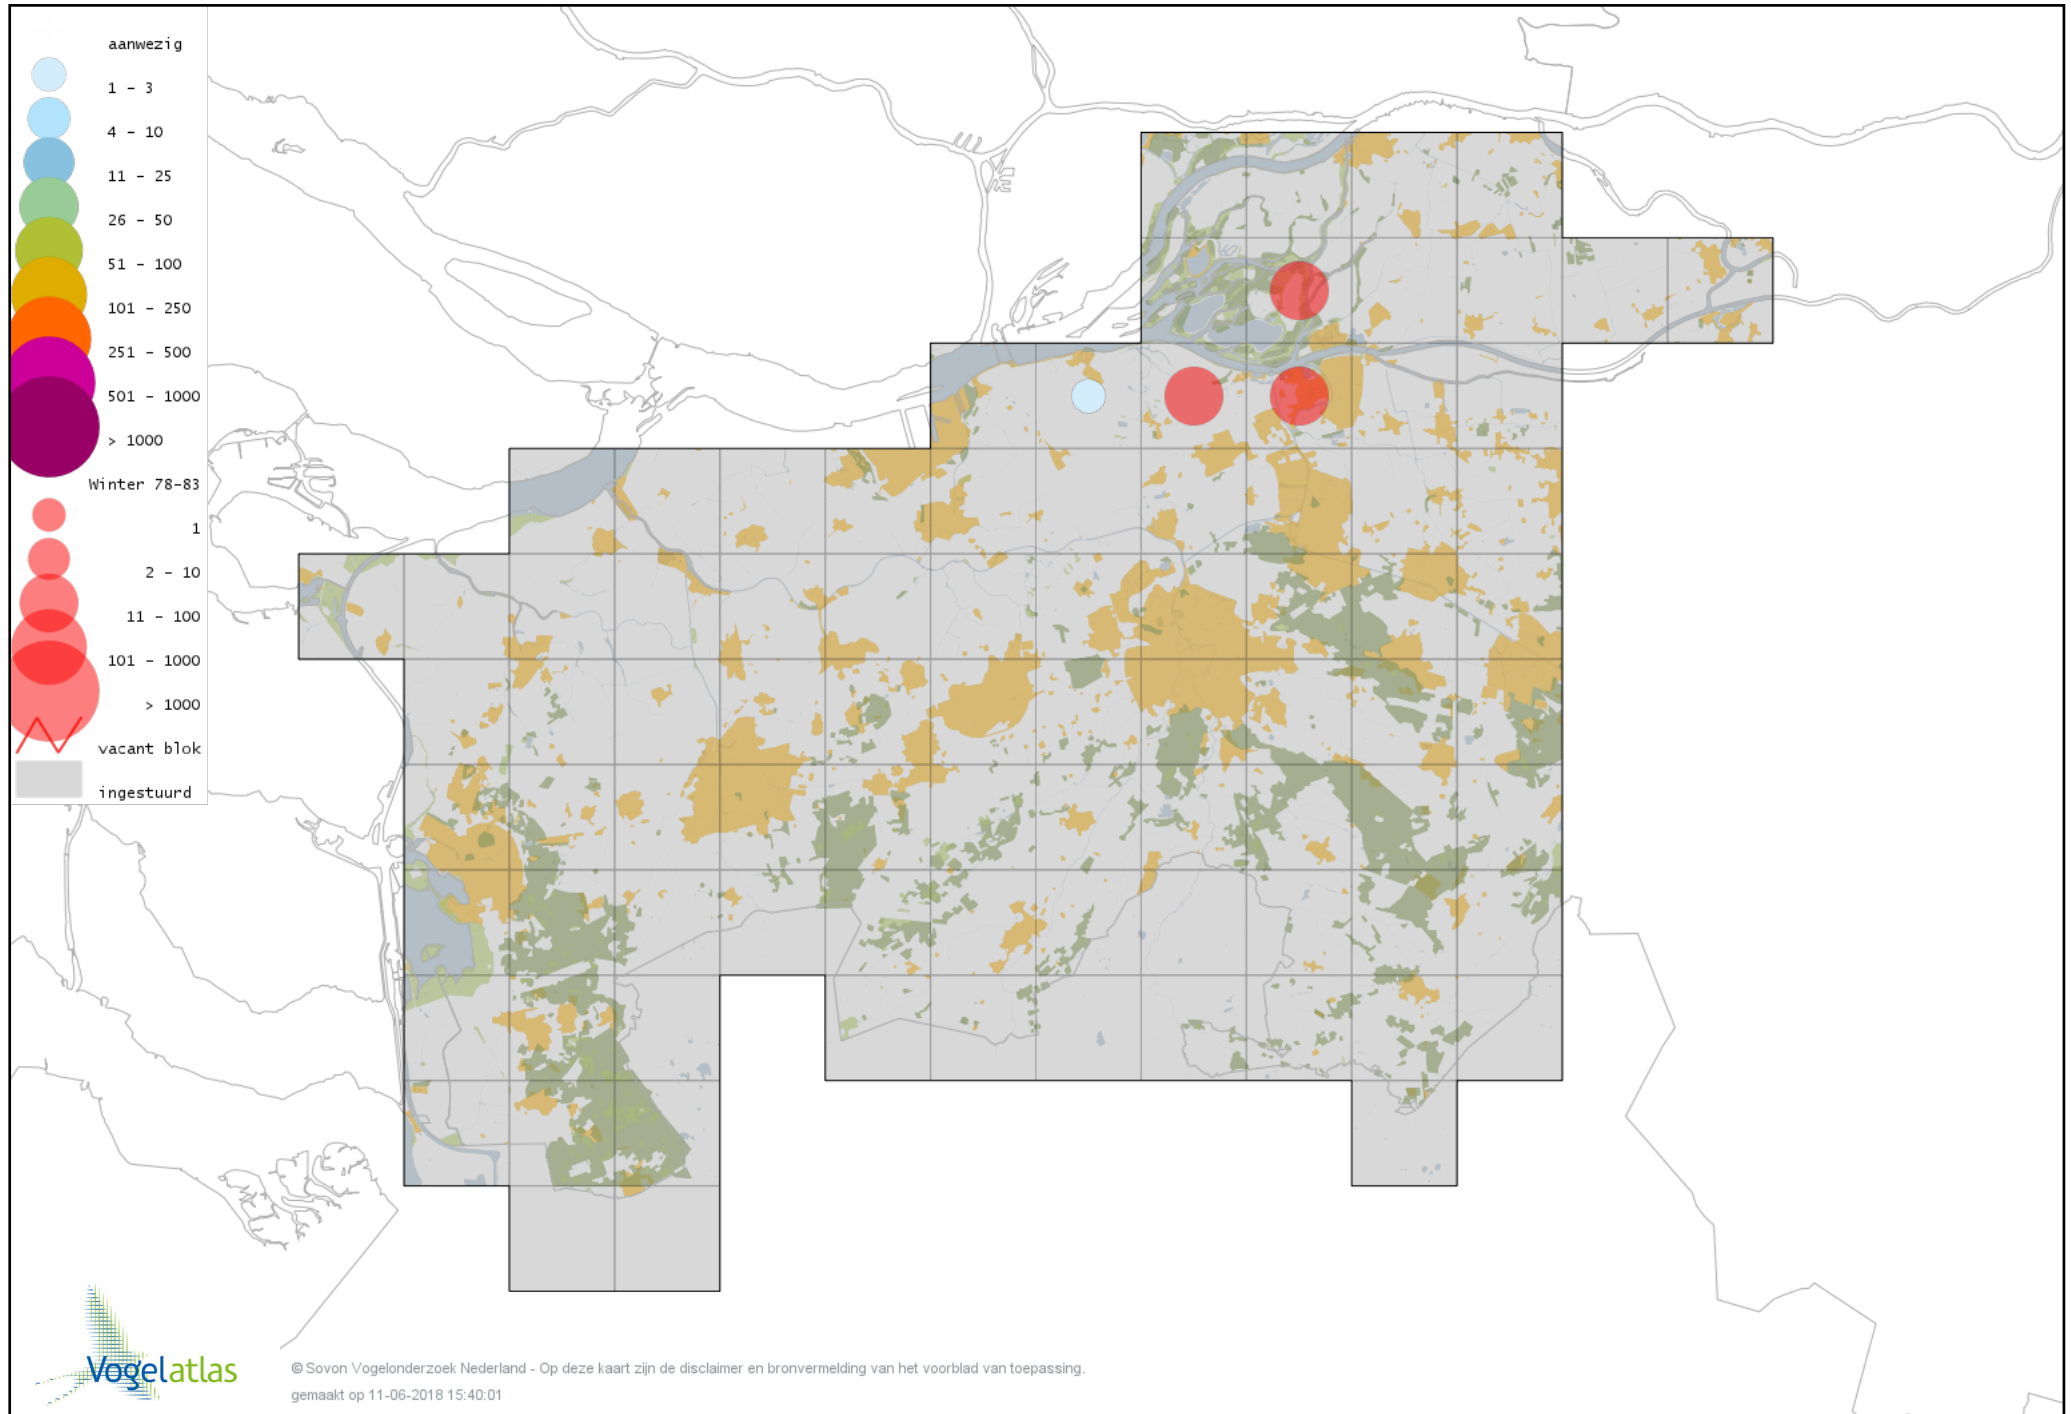 aanwezig
1 – 3
4 – 10
11 – 25
26 – 50
51 – 100
101 – 250
251 – 500
501 – 1000
> 1000
Winter 78-83
1
2 – 10
11 – 100
101 – 1000
> 1000
vacant blok
ingestuurd
Vogelatlas
© Sovon Vogelonderzoek Nederland - Op deze kaart zijn de disclaimer en bronvermelding van het voorblad van toepassing.
gemaakt op 11-06-2018 15:40:01